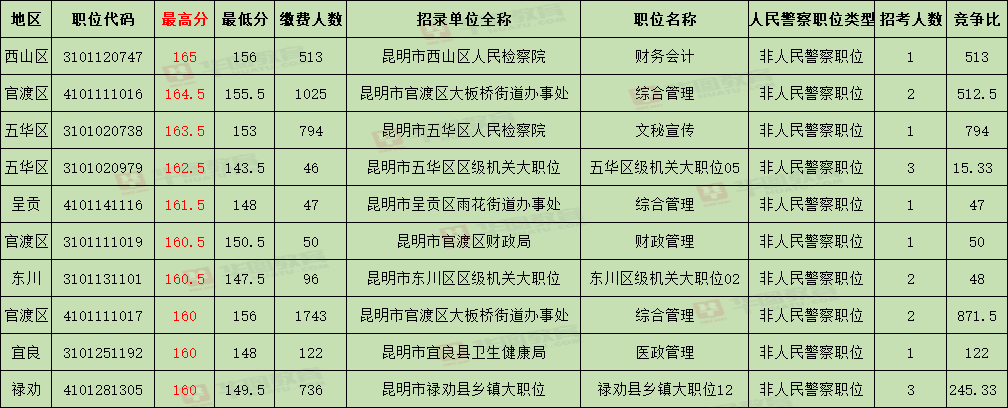 地区 职位代码 最高分 最低分 缴费人数 招录单位全称 职位名称 人民警察职位类型 招考人数 竞争比
西山区 3101120747 165 156 513 昆明市西山区人民检察院 财务会计 非人民警察职位 1 513
官渡区 4101111016 164.5 155.5 1025 昆明市官渡区大板桥街道办事处 综合管理 非人民警察职位 2 512.5
五华区 3101020738 163.5 153 794 昆明市五华区人民检察院 文秘宣传 非人民警察职位 1 794
五华区 3101020979 162.5 143.5 46 昆明市五华区区级机关大职位 五华区级机关大职位05 非人民警察职位 3 15.33
呈贡 4101141116 161.5 148 47 昆明市呈贡区雨花街道办事处 综合管理 非人民警察职位 1 47
官渡区 3101111019 160.5 150.5 50 昆明市官渡区财政局 财政管理 非人民警察职位 1 50
东川 3101131101 160.5 147.5 96 昆明市东川区区级机关大职位 东川区级机关大职位02 非人民警察职位 2 48
官渡区 4101111017 160 156 1743 昆明市官渡区大板桥街道办事处 综合管理 非人民警察职位 2 871.5
宜良 3101251192 160 148 122 昆明市宜良县卫生健康局 医政管理 非人民警察职位 1 122
禄劝 4101281305 160 149.5 736 昆明市禄劝县乡镇大职位 禄劝县乡镇大职位12 非人民警察职位 3 245.33